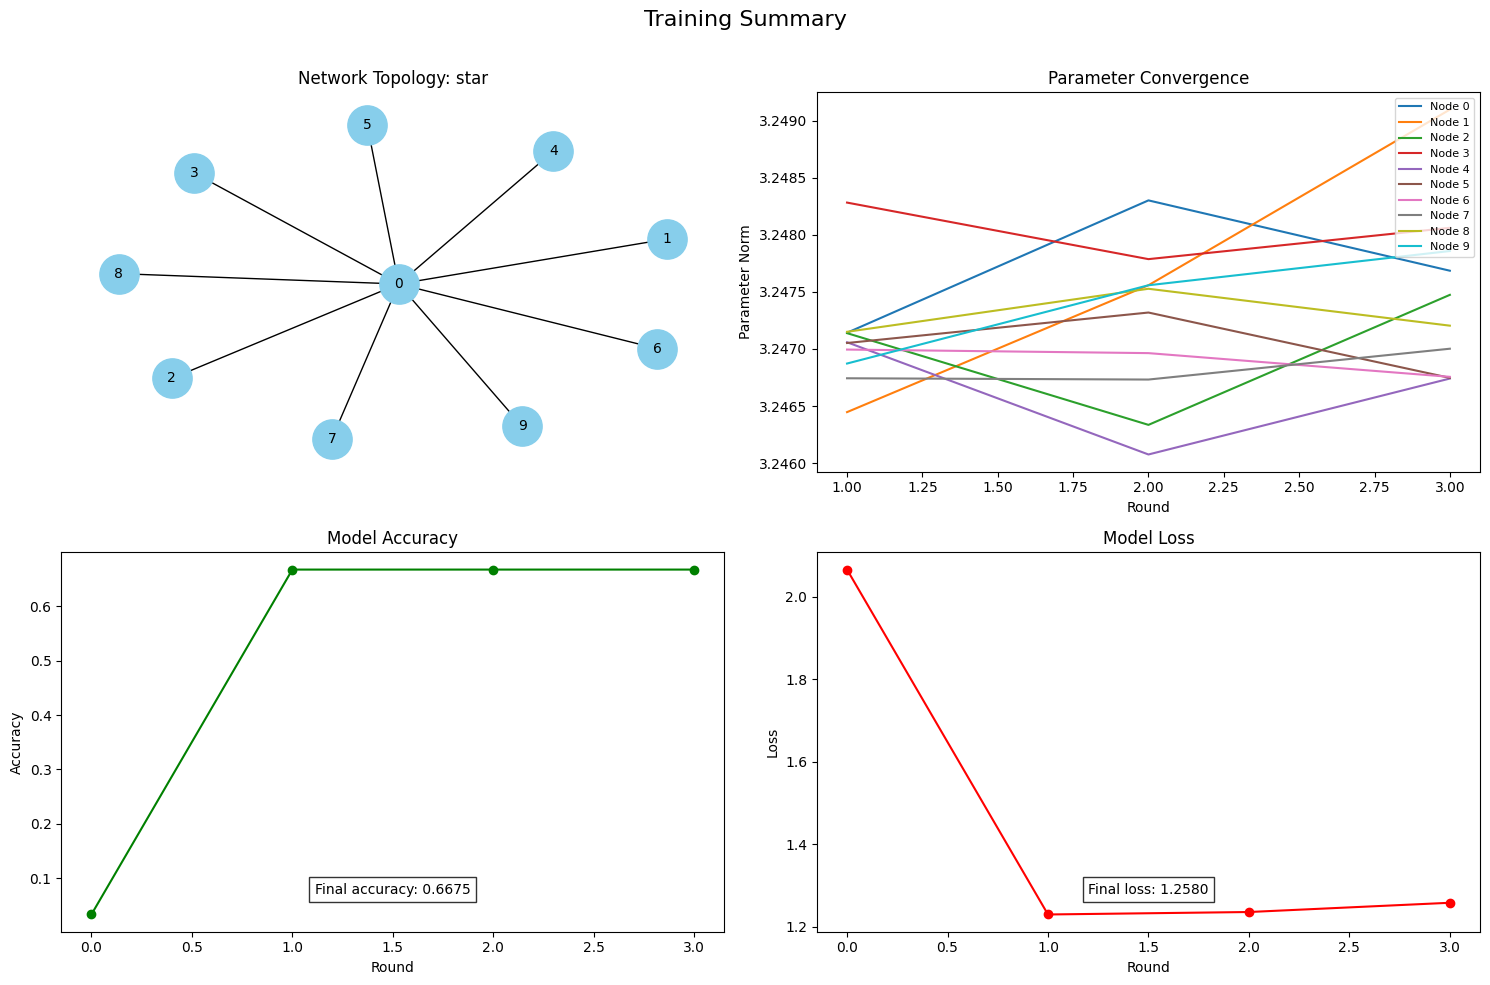 Training Summary
Network Topology: star
5
4
3
1
8
0
6
2
9
7
Parameter Convergence
Parameter Norm
3.2490
3.2485
3.2480
3.2475
3.2470
3.2465
3.2460
Node 0
Node 1
Node 2
Node 3
Node 4
Node 5
Node 6
Node 7
Node 8
Node 9
1.00 1.25 1.50 1.75 2.00 2.25 2.50 2.75 3.00
Round
Model Accuracy
Accuracy
0.6
0.5
0.4
0.3
0.2
0.1
Final accuracy: 0.6675
0.0 0.5 1.0 1.5 2.0 2.5 3.0
Round
Model Loss
Loss
2.0
1.8
1.6
1.4
1.2
Final loss: 1.2580
0.0 0.5 1.0 1.5 2.0 2.5 3.0
Round